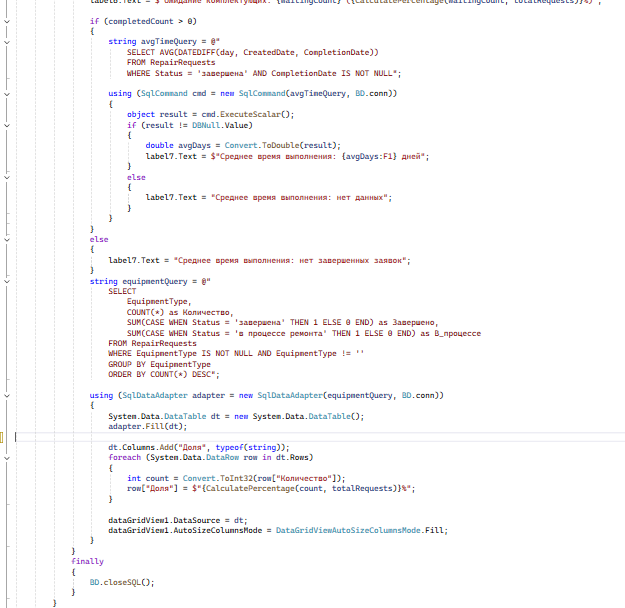 label6.Text = $"Ожидание комплектующих: {waitingCount} ({CalculatePercentage(waitingCount, totalRequests)}%)";
if (completedCount > 0)
{
string avgTimeQuery = @"
SELECT AVG(DATEDIFF(day, CreatedDate, CompletionDate))
FROM RepairRequests
WHERE Status = 'завершена' AND CompletionDate IS NOT NULL";
using (SqlCommand cmd = new SqlCommand(avgTimeQuery, BD.conn))
{
object result = cmd.ExecuteScalar();
if (result != DBNull.Value)
{
double avgDays = Convert.ToDouble(result);
label7.Text = $"Среднее время выполнения: {avgDays:F1} дней";
}
else
{
label7.Text = "Среднее время выполнения: нет данных";
}
}
}
else
{
label7.Text = "Среднее время выполнения: нет завершенных заявок";
}
string equipmentQuery = @"
SELECT
EquipmentType,
COUNT(*) as Количество,
SUM(CASE WHEN Status = 'завершена' THEN 1 ELSE 0 END) as Завершено,
SUM(CASE WHEN Status = 'в процессе ремонта' THEN 1 ELSE 0 END) as В_процессе
FROM RepairRequests
WHERE EquipmentType IS NOT NULL AND EquipmentType != ''
GROUP BY EquipmentType
ORDER BY COUNT(*) DESC";
using (SqlDataAdapter adapter = new SqlDataAdapter(equipmentQuery, BD.conn))
{
System.Data.DataTable dt = new System.Data.DataTable();
adapter.Fill(dt);
dt.Columns.Add("Доля", typeof(string));
foreach (System.Data.DataRow row in dt.Rows)
{
int count = Convert.ToInt32(row["Количество"]);
row["Доля"] = $"{CalculatePercentage(count, totalRequests)}%";
}
dataGridView1.DataSource = dt;
dataGridView1.AutoSizeColumnsMode = DataGridViewAutoSizeColumnsMode.Fill;
}
}
finally
{
BD.closeSQL();
}
}